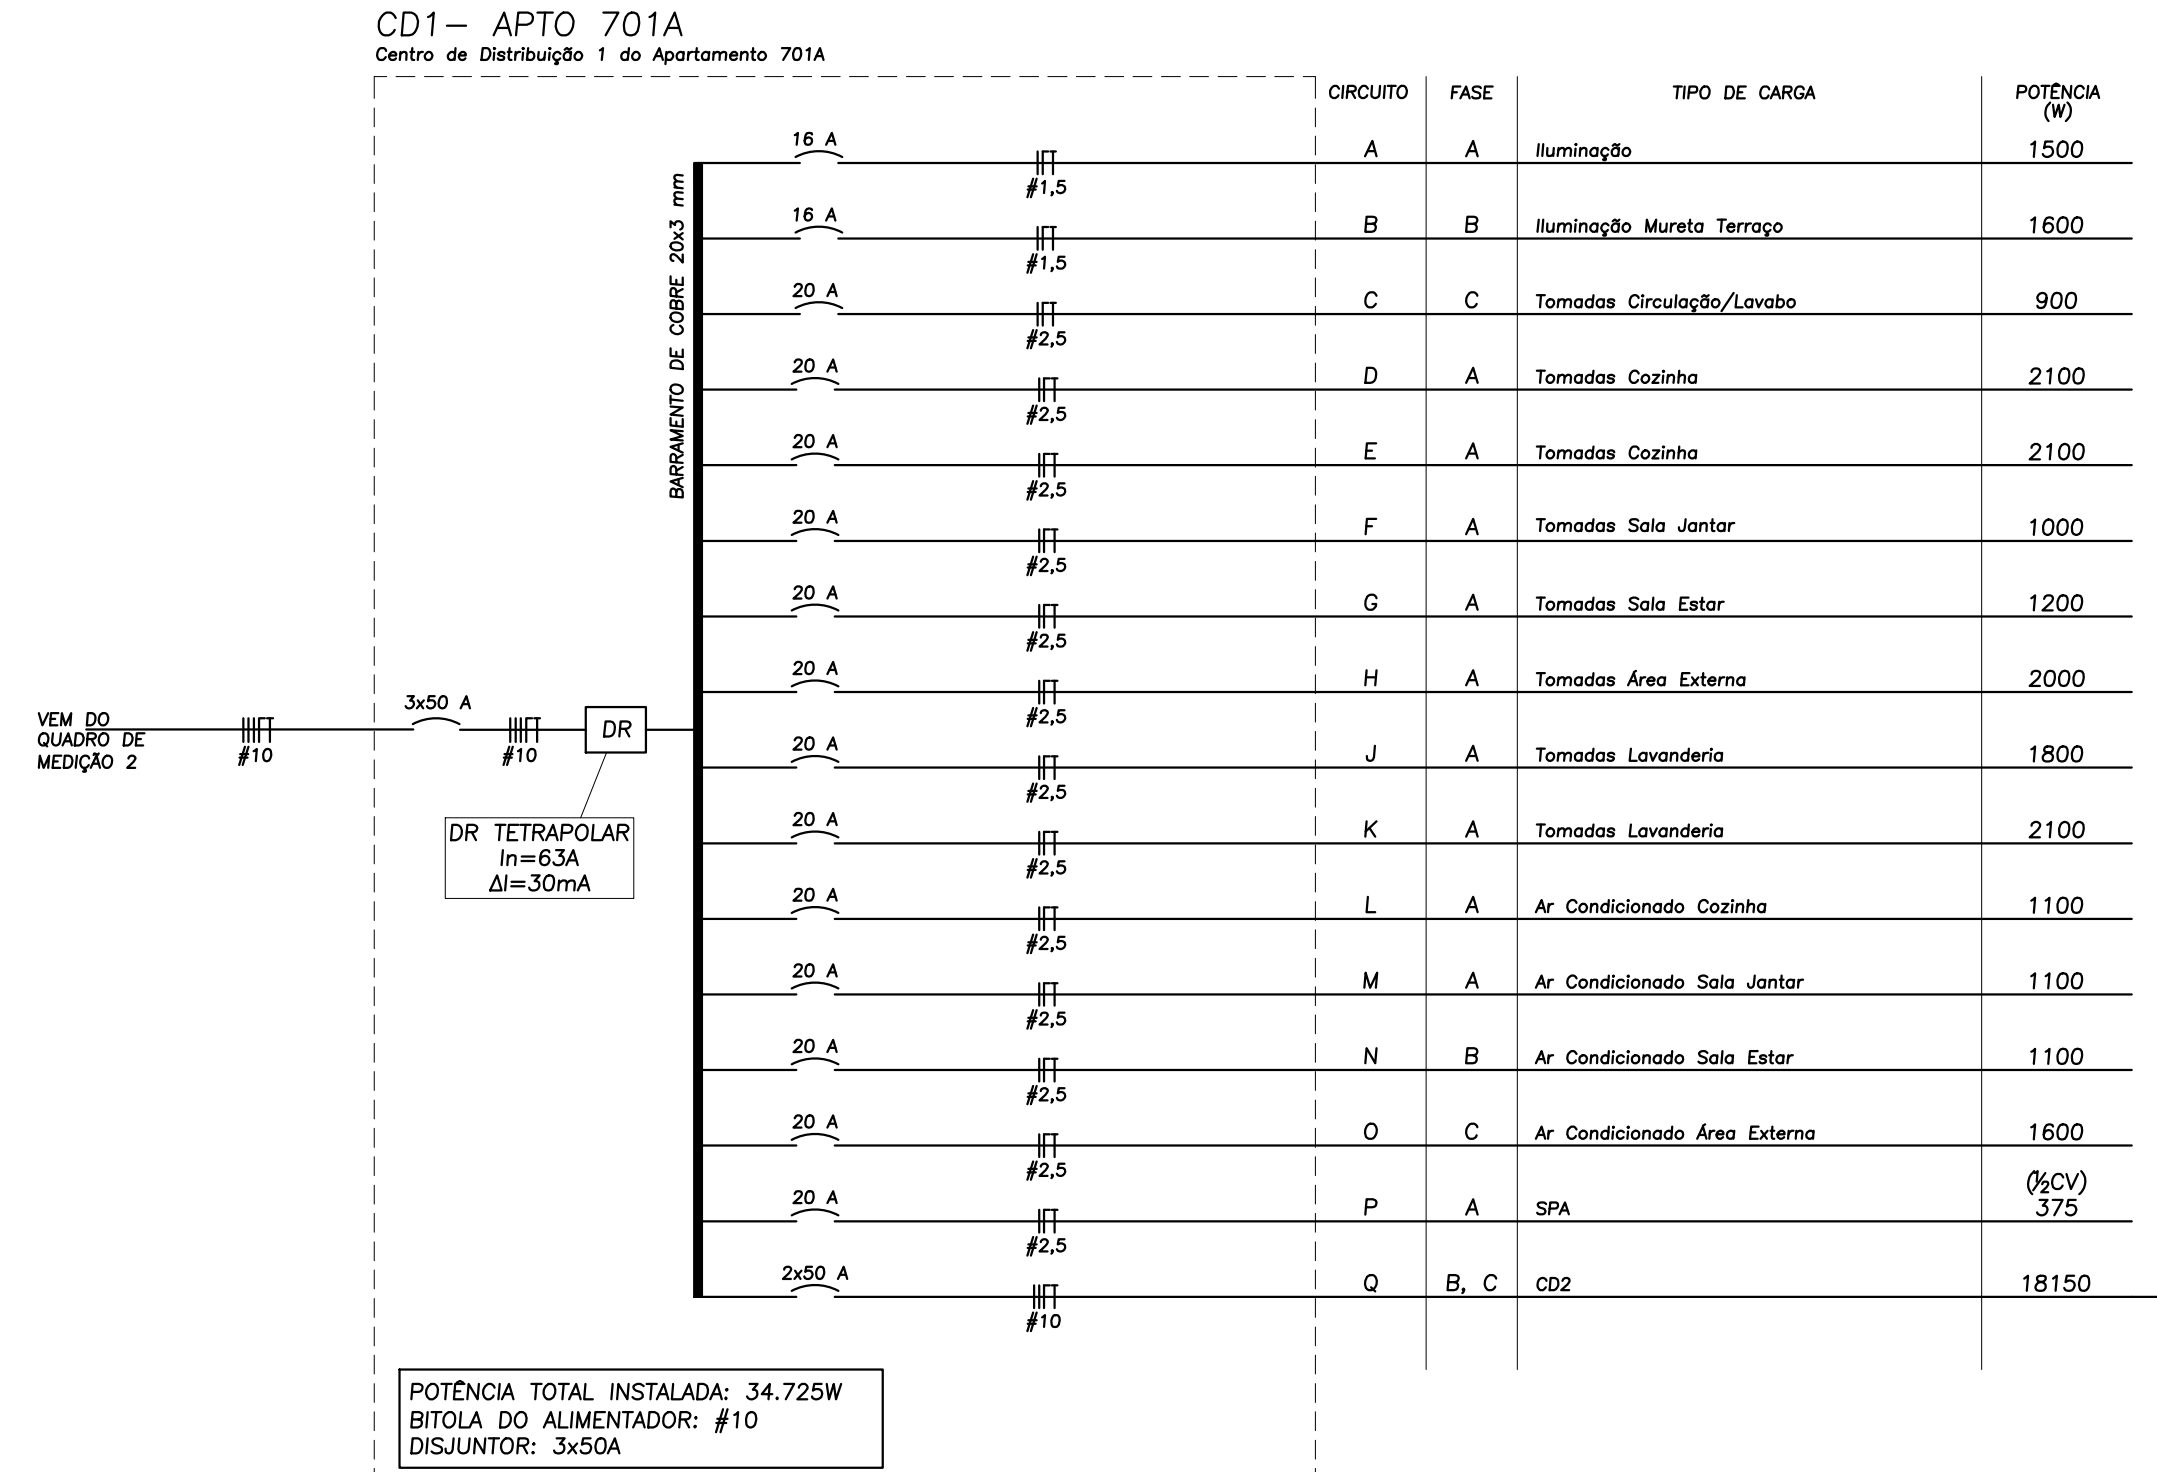 CD1- APTO 701A
Centro de Distribuição 1 do Apartamento 701A
CIRCUITO FASE TIPO DE CARGA POTÊNCIA
(W)
16 A #1,5 A A Iluminação 1500
16 A #1,5 B B Iluminação Mureta Terraço 1600
20 A #2,5 C C Tomadas Circulação/Lavabo 900
20 A #2,5 D A Tomadas Cozinha 2100
20 A #2,5 E A Tomadas Cozinha 2100
20 A #2,5 F A Tomadas Sala Jantar 1000
20 A #2,5 G A Tomadas Sala Estar 1200
20 A #2,5 H A Tomadas Área Externa 2000
20 A #2,5 J A Tomadas Lavanderia 1800
20 A #2,5 K A Tomadas Lavanderia 2100
20 A #2,5 L A Ar Condicionado Cozinha 1100
20 A #2,5 M A Ar Condicionado Sala Jantar 1100
20 A #2,5 N B Ar Condicionado Sala Estar 1100
20 A #2,5 O C Ar Condicionado Área Externa 1600
(½CV)
20 A #2,5 P A SPA 375
2x50 A #10 Q B, C CD2 18150
BARRAMENTO DE COBRE 20x3 mm
VEM DO
QUADRO DE
MEDIÇÃO 2
#10
3x50 A
#10
DR
DR TETRAPOLAR
In=63A
ΔI=30mA
POTÊNCIA TOTAL INSTALADA: 34.725W
BITOLA DO ALIMENTADOR: #10
DISJUNTOR: 3x50A